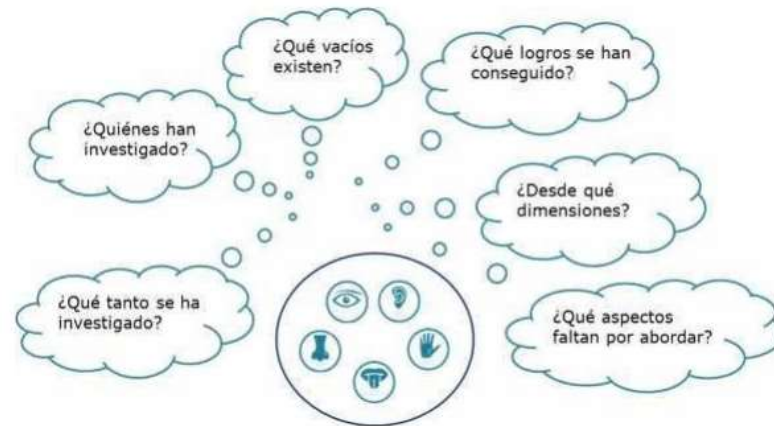 ¿Qué vacíos
existen?
¿Qué logros se han
conseguido?
¿Quiénes han
investigado?
¿Desde qué
dimensiones?
¿Qué tanto se ha
investigado?
¿Qué aspectos
faltan por abordar?